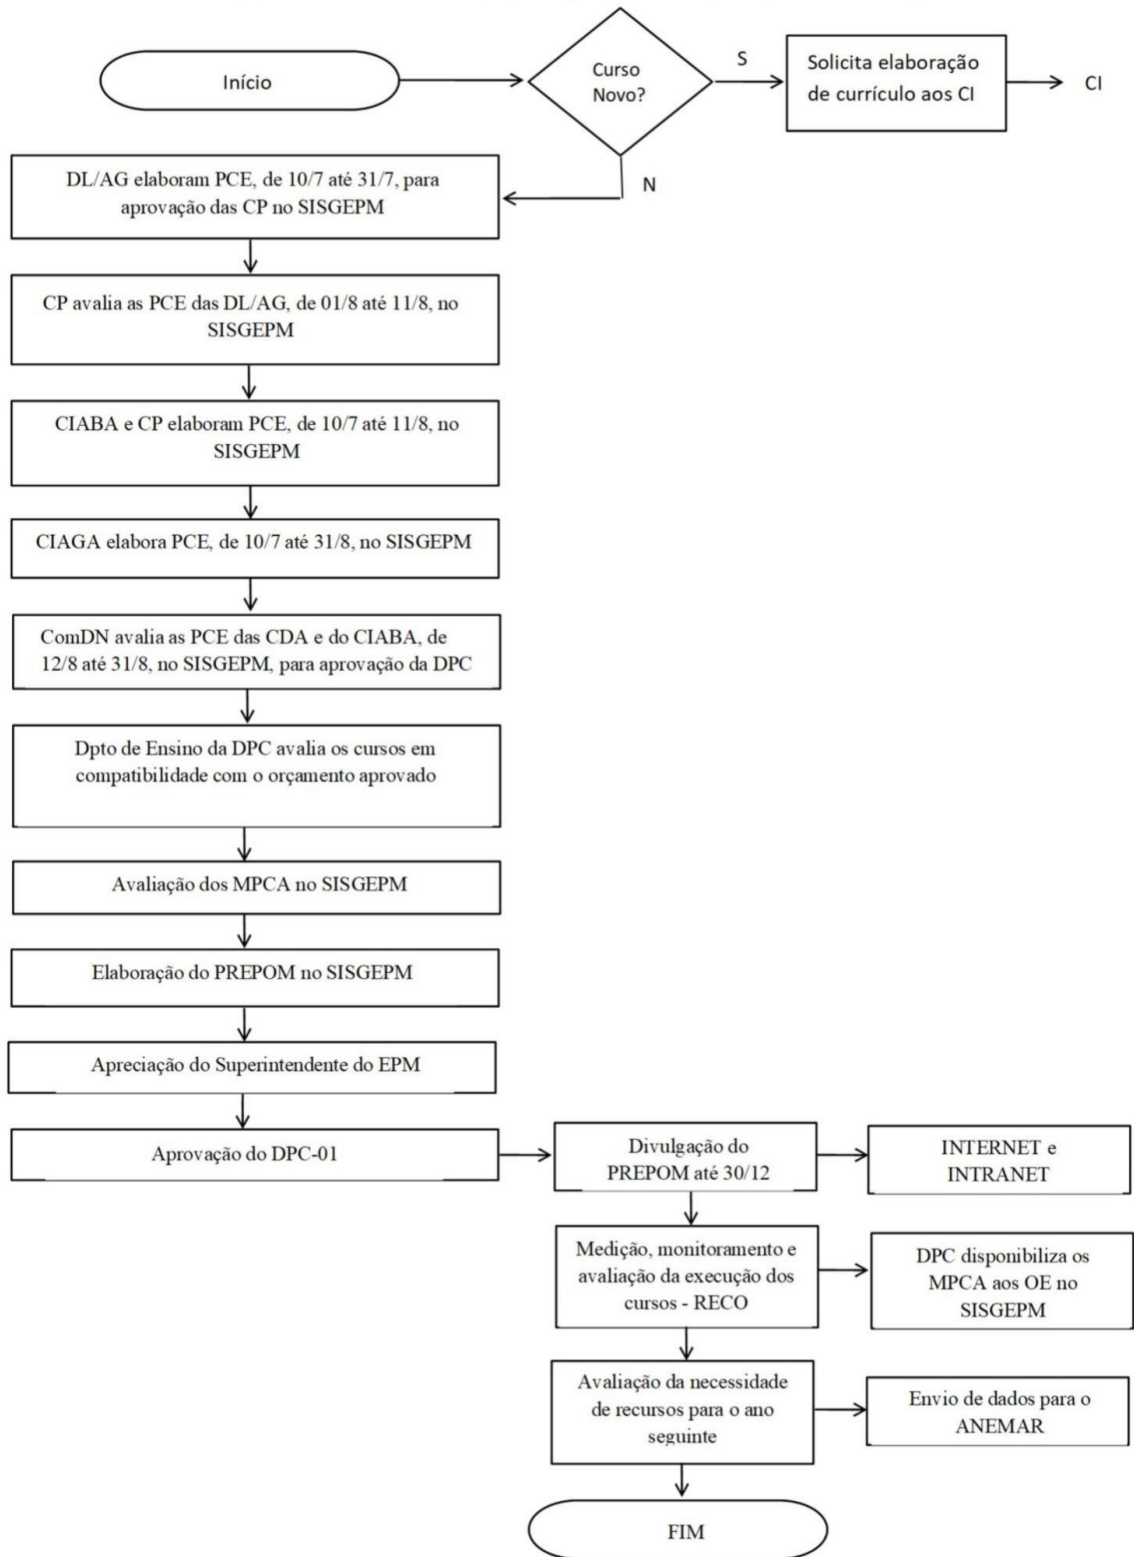 Início
Curso
Novo?
S
Solicita elaboração
de currículo aos CI
CI
N
DL/AG elaboram PCE, de 10/7 até 31/7, para
aprovação das CP no SISGEPM
CP avalia as PCE das DL/AG, de 01/8 até 11/8, no
SISGEPM
CIABA e CP elaboram PCE, de 10/7 até 11/8, no
SISGEPM
CIAGA elabora PCE, de 10/7 até 31/8, no SISGEPM
ComDN avalia as PCE das CDA e do CIABA, de
12/8 até 31/8, no SISGEPM, para aprovação da DPC
Dpto de Ensino da DPC avalia os cursos em
compatibilidade com o orçamento aprovado
Avaliação dos MPCA no SISGEPM
Elaboração do PREPOM no SISGEPM
Apreciação do Superintendente do EPM
Aprovação do DPC-01
Divulgação do
PREPOM até 30/12
INTERNET e
INTRANET
Medição, monitoramento e
avaliação da execução dos
cursos - RECO
DPC disponibiliza os
MPCA aos OE no
SISGEPM
Avaliação da necessidade
de recursos para o ano
seguinte
Envio de dados para o
ANEMAR
FIM